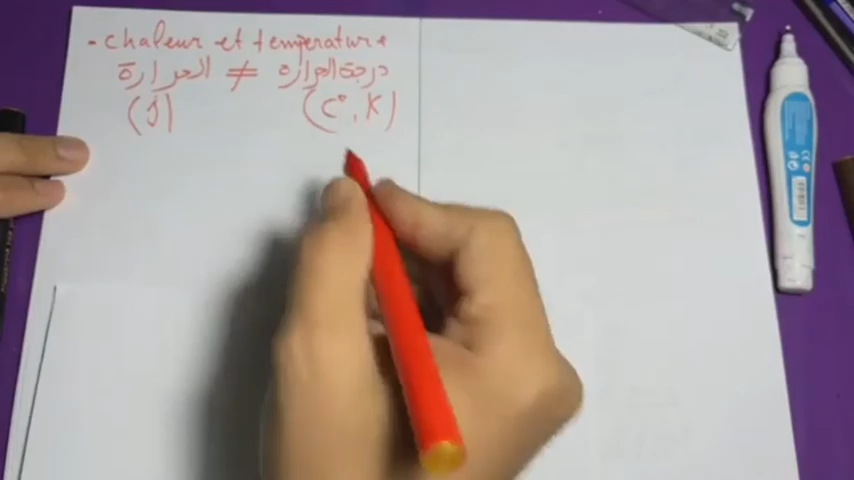 - chaleur et température
درجة الحرارة ≠ الحرارة
(C°, K) (J)